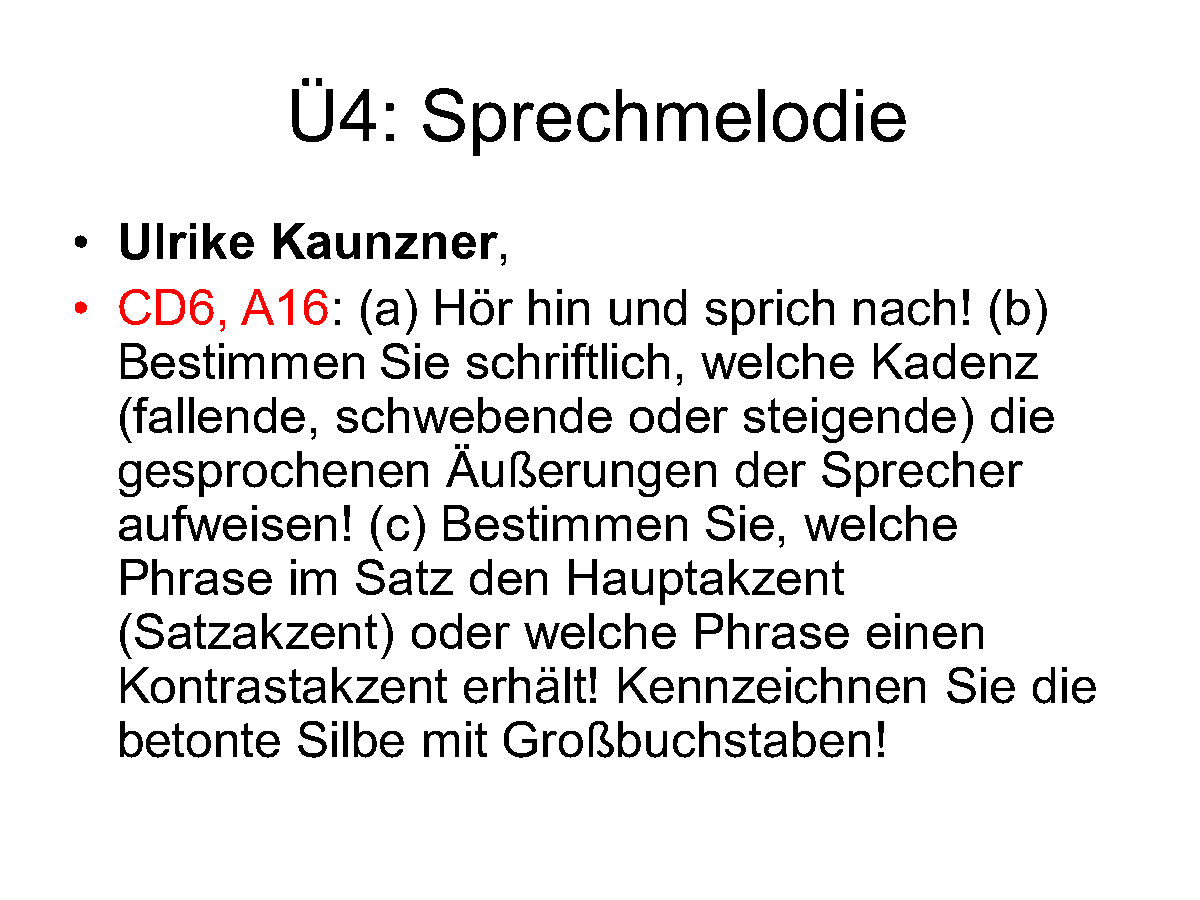 Ü4: Sprechmelodie
• Ulrike Kaunzner,
• CD6, A16: (a) Hör hin und sprich nach! (b)
Bestimmen Sie schriftlich, welche Kadenz
(fallende, schwebende oder steigende) die
gesprochenen Äußerungen der Sprecher
aufweisen! (c) Bestimmen Sie, welche
Phrase im Satz den Hauptakzent
(Satzakzent) oder welche Phrase einen
Kontrastakzent erhält! Kennzeichnen Sie die
betonte Silbe mit Großbuchstaben!